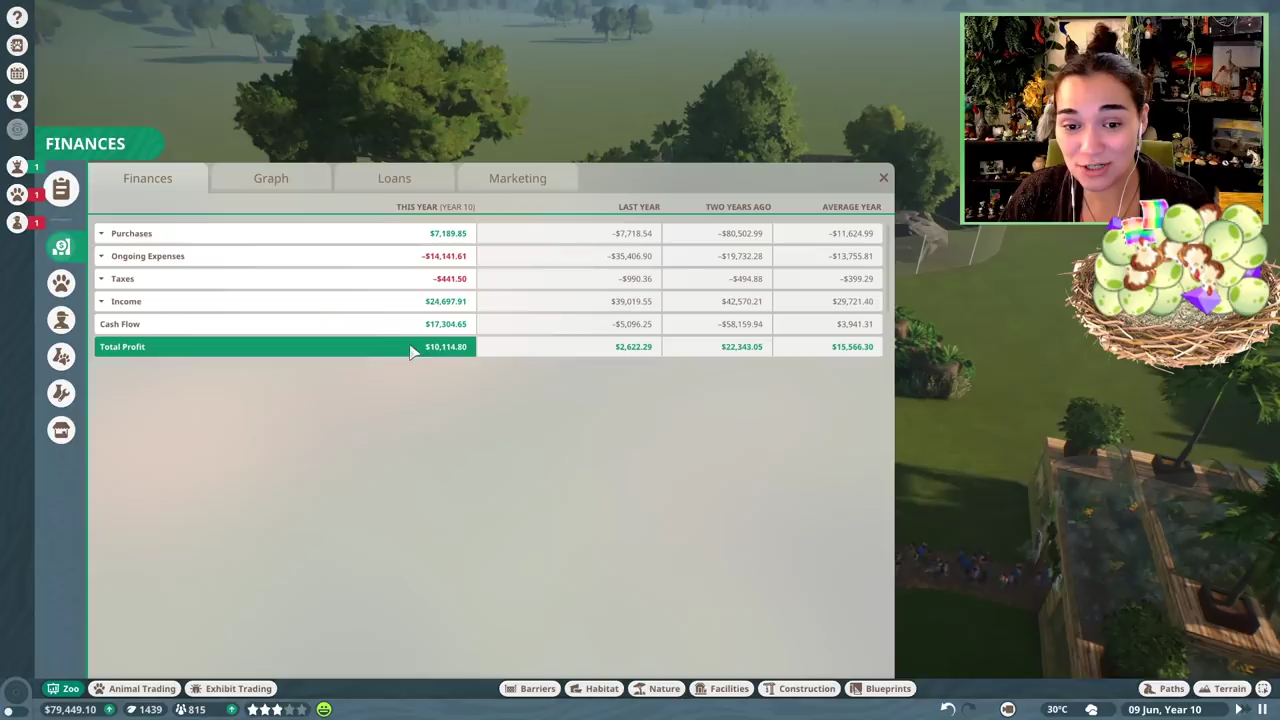 FINANCES
1
1
1
Finances Graph Loans Marketing
THIS YEAR (YEAR 10) LAST YEAR TWO YEARS AGO AVERAGE YEAR
Purchases $7,189.85 –$7,718.54 –$80,502.99 –$11,624.99
Ongoing Expenses –$14,141.61 –$35,406.90 –$19,732.28 –$13,755.81
Taxes –$441.50 –$990.36 –$494.88 –$399.29
Income $24,697.91 $39,019.55 $42,570.21 $29,721.40
Cash Flow $17,304.65 –$5,096.25 –$58,159.94 $3,941.31
Total Profit $10,114.80 $2,622.29 $22,343.05 $15,566.30
Zoo Animal Trading Exhibit Trading Barriers Habitat Nature Facilities Construction Blueprints Paths Terrain
$79,449.10 1439 815 30°C 09 Jun, Year 10